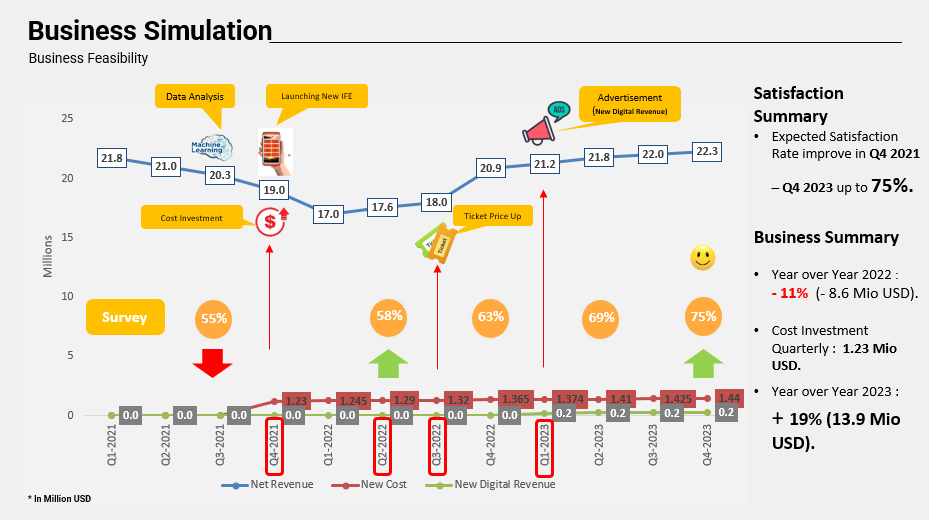 Business Simulation
Business Feasibility
Data Analysis
Launching New IFE
Advertisement
(New Digital Revenue)
ADS
Machine
Learning
Cost Investment
$
Ticket Price Up
Ticket
Millions
25
20
15
10
5
0
21.8
21.0
20.3
19.0
17.0
17.6
18.0
20.9
21.2
21.8
22.0
22.3
Survey
55%
58%
63%
69%
75%
1.23
1.245
1.29
1.32
1.365
1.374
1.41
1.425
1.44
0.0
0.0
0.0
0.0
0.0
0.0
0.0
0.0
0.2
0.2
0.2
0.2
Q1-2021
Q2-2021
Q3-2021
Q4-2021
Q1-2022
Q2-2022
Q3-2022
Q4-2022
Q1-2023
Q2-2023
Q3-2023
Q4-2023
Net Revenue
New Cost
New Digital Revenue
* In Million USD
Satisfaction
Summary
• Expected Satisfaction
Rate improve in Q4 2021
– Q4 2023 up to 75%.
Business Summary
• Year over Year 2022 :
- 11% (- 8.6 Mio USD).
• Cost Investment
Quarterly : 1.23 Mio
USD.
• Year over Year 2023 :
+ 19% (13.9 Mio
USD).